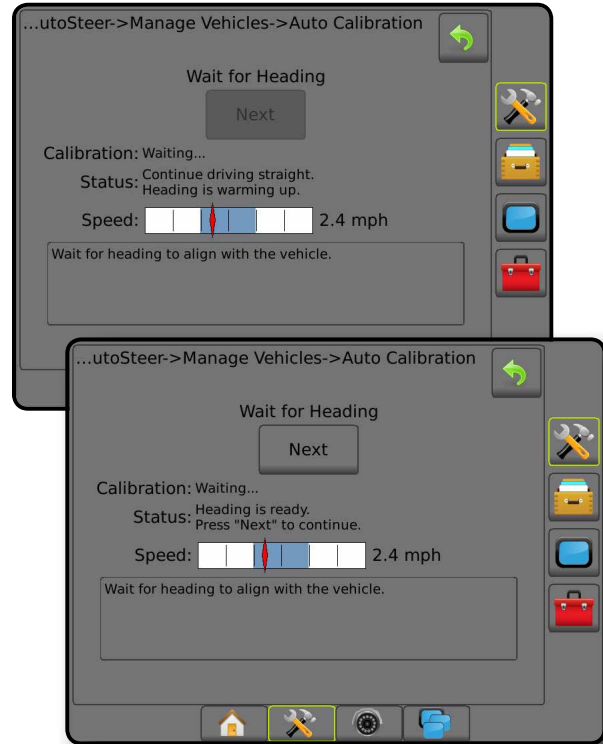 ...utoSteer->Manage Vehicles->Auto Calibration
Wait for Heading
Next
Calibration: Waiting...
Status: Continue driving straight.
Heading is warming up.
Speed: 2.4 mph
Wait for heading to align with the vehicle.
...utoSteer->Manage Vehicles->Auto Calibration
Wait for Heading
Next
Calibration: Waiting...
Status: Heading is ready.
Press "Next" to continue.
Speed: 2.4 mph
Wait for heading to align with the vehicle.